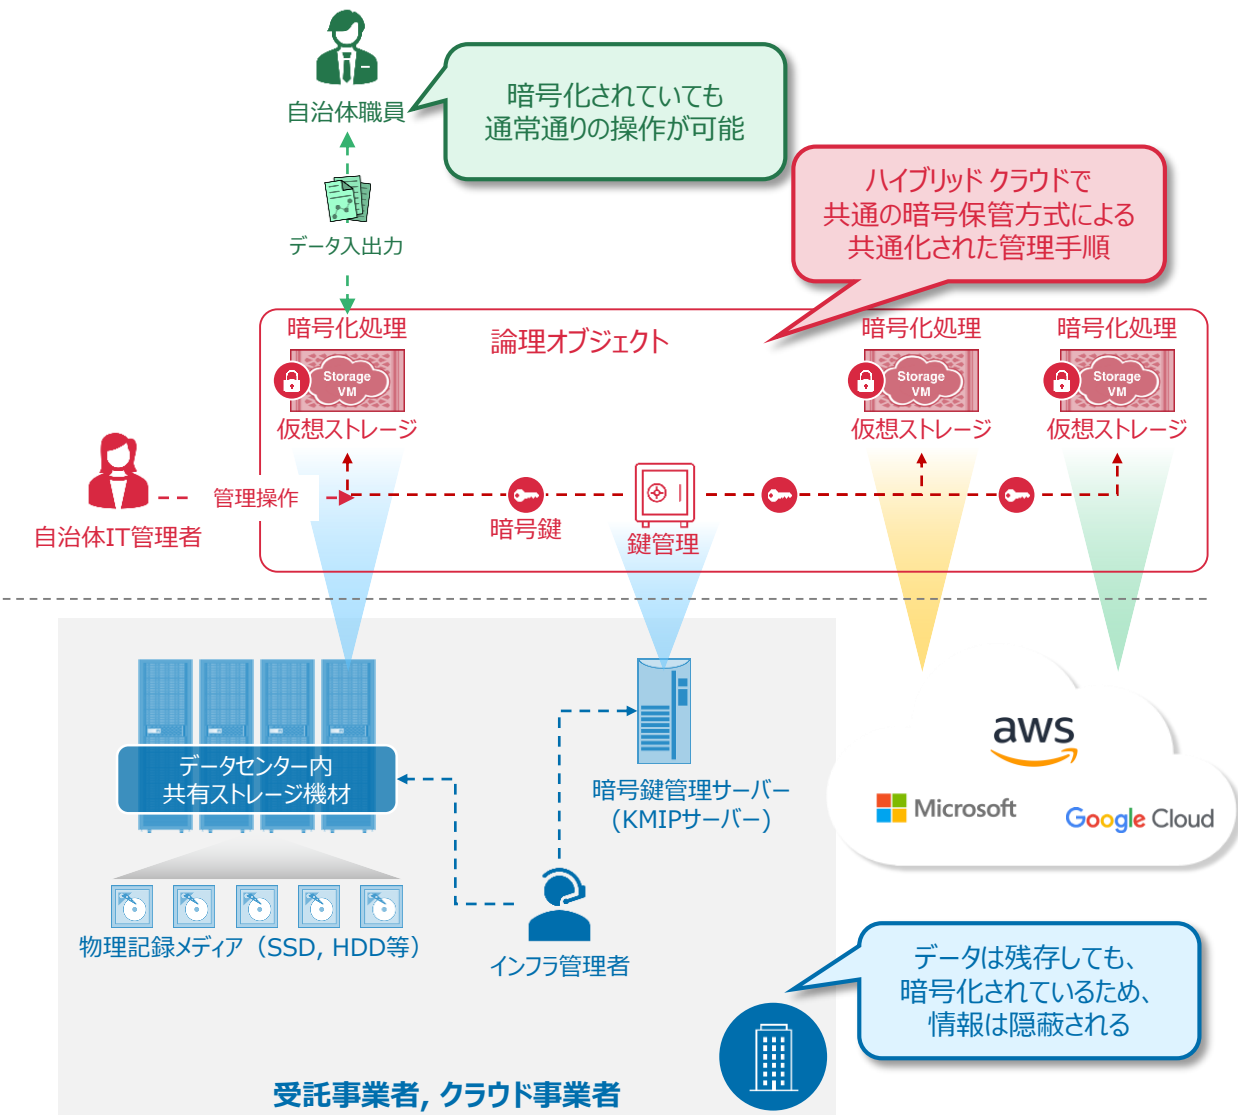 自治体職員
暗号化されていても
通常通りの操作が可能
データ入出力
ハイブリッド クラウドで
共通の暗号保管方式による
共通化された管理手順
暗号化処理
論理オブジェクト
暗号化処理
暗号化処理
Storage
VM
Storage
VM
Storage
VM
仮想ストレージ
仮想ストレージ
仮想ストレージ
管理操作
自治体IT管理者
暗号鍵
鍵管理
データセンター内
共有ストレージ機材
暗号鍵管理サーバー
(KMIPサーバー)
aws
Microsoft
Google Cloud
物理記録メディア（SSD, HDD等）
インフラ管理者
データは残存しても、
暗号化されているため、
情報は隠蔽される
受託事業者, クラウド事業者